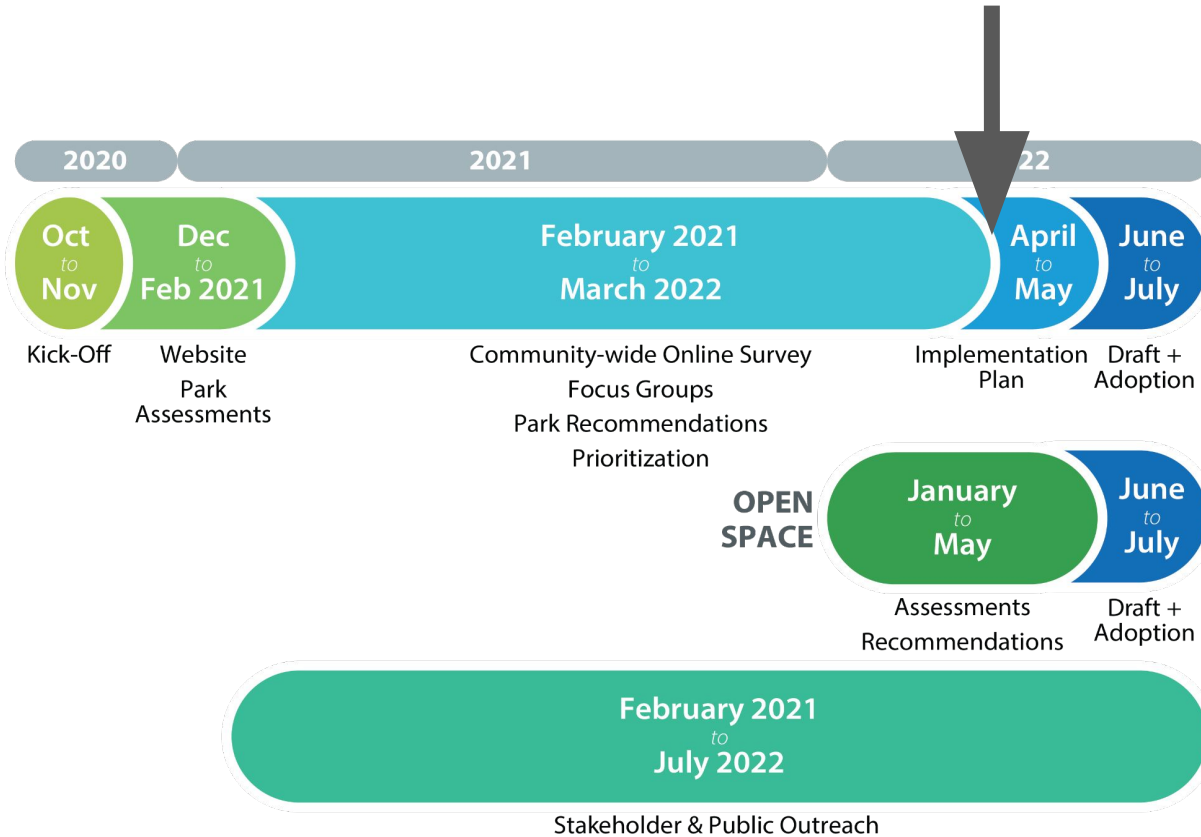 2020
2021
22
Oct
to
Nov
Dec
to
Feb 2021
February 2021
to
March 2022
April
to
May
June
to
July
Kick-Off
Website
Park
Assessments
Community-wide Online Survey
Focus Groups
Park Recommendations
Prioritization
Implementation
Plan
Draft +
Adoption
OPEN
SPACE
January
to
May
June
to
July
Assessments
Recommendations
Draft +
Adoption
February 2021
to
July 2022
Stakeholder & Public Outreach